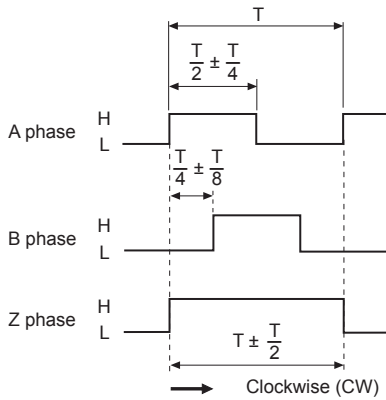 T
T/2 ± T/4
A phase H L
T/4 ± T/8
B phase H L
Z phase H L
T ± T/2
Clockwise (CW)